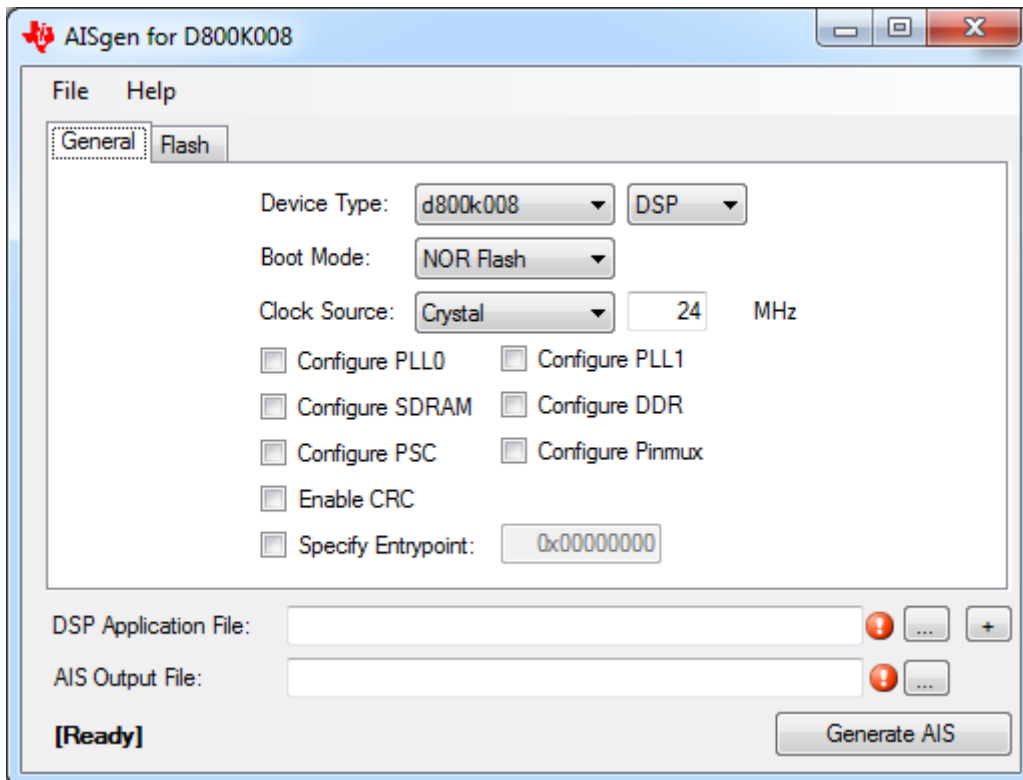 AISgen for D800K008
File Help
General Flash
Device Type: d800k008 DSP
Boot Mode: NOR Flash
Clock Source: Crystal 24 MHz
Configure PLL0 Configure PLL1
Configure SDRAM Configure DDR
Configure PSC Configure Pinmux
Enable CRC
Specify Entrypoint: 0x00000000
DSP Application File: ... +
AIS Output File: ...
[Ready] Generate AIS